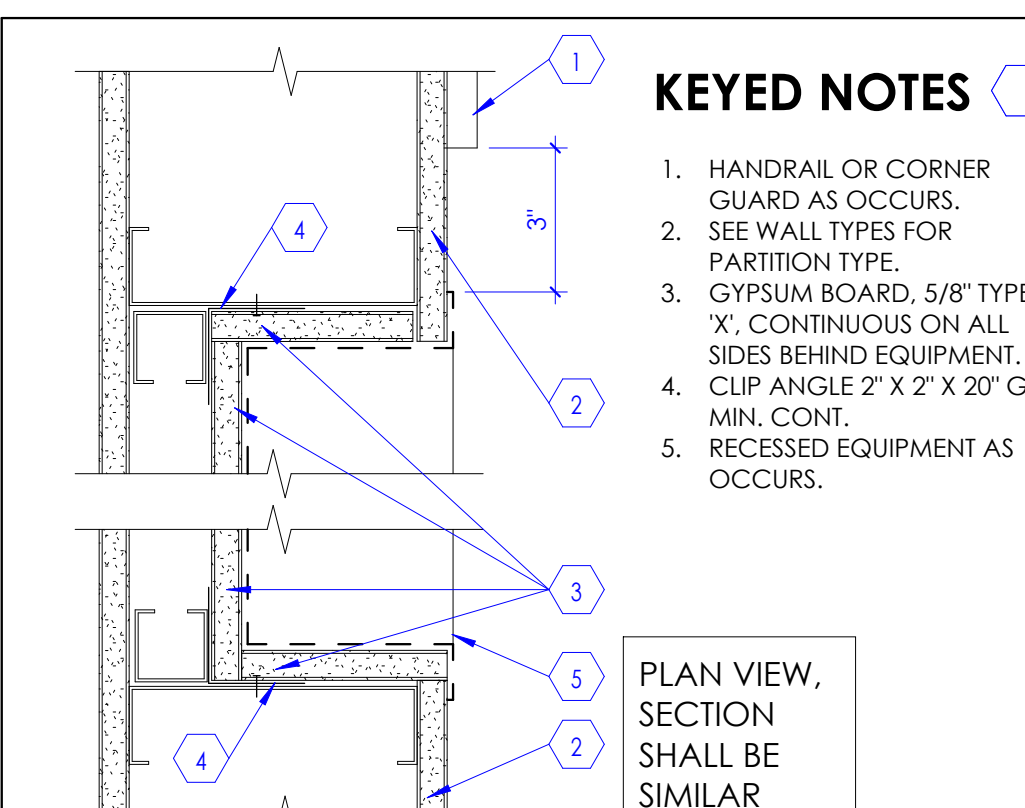 1
KEYED NOTES
1. HANDRAIL OR CORNER
GUARD AS OCCURS.
2. SEE WALL TYPES FOR
PARTITION TYPE.
3. GYPSUM BOARD, 5/8" TYPE
'X', CONTINUOUS ON ALL
SIDES BEHIND EQUIPMENT.
4. CLIP ANGLE 2" X 2" X 20" G
MIN. CONT.
5. RECESSED EQUIPMENT AS
OCCURS.
3"
4
2
3
5
2
4
PLAN VIEW,
SECTION
SHALL BE
SIMILAR